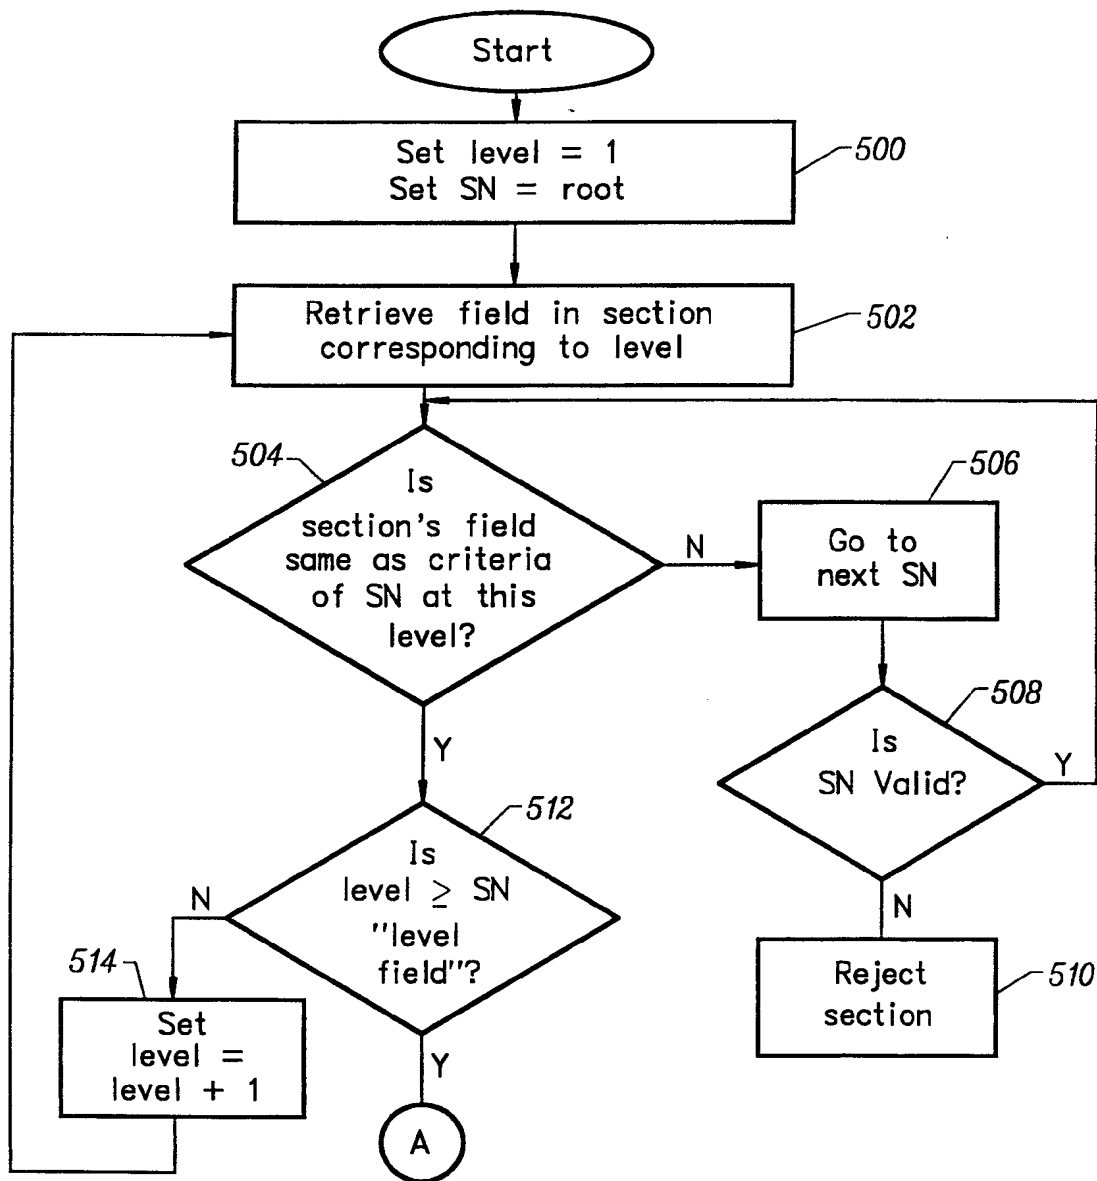 Start
Set level = 1
Set SN = root
500
Retrieve field in section
corresponding to level
502
504
Is
section's field
same as criteria
of SN at this
level?
N
506
Go to
next SN
508
Is
SN Valid?
Y
Y
512
Is
level ≥ SN
"level
field"?
N
N
514
Set
level =
level + 1
Reject
section
510
Y
A